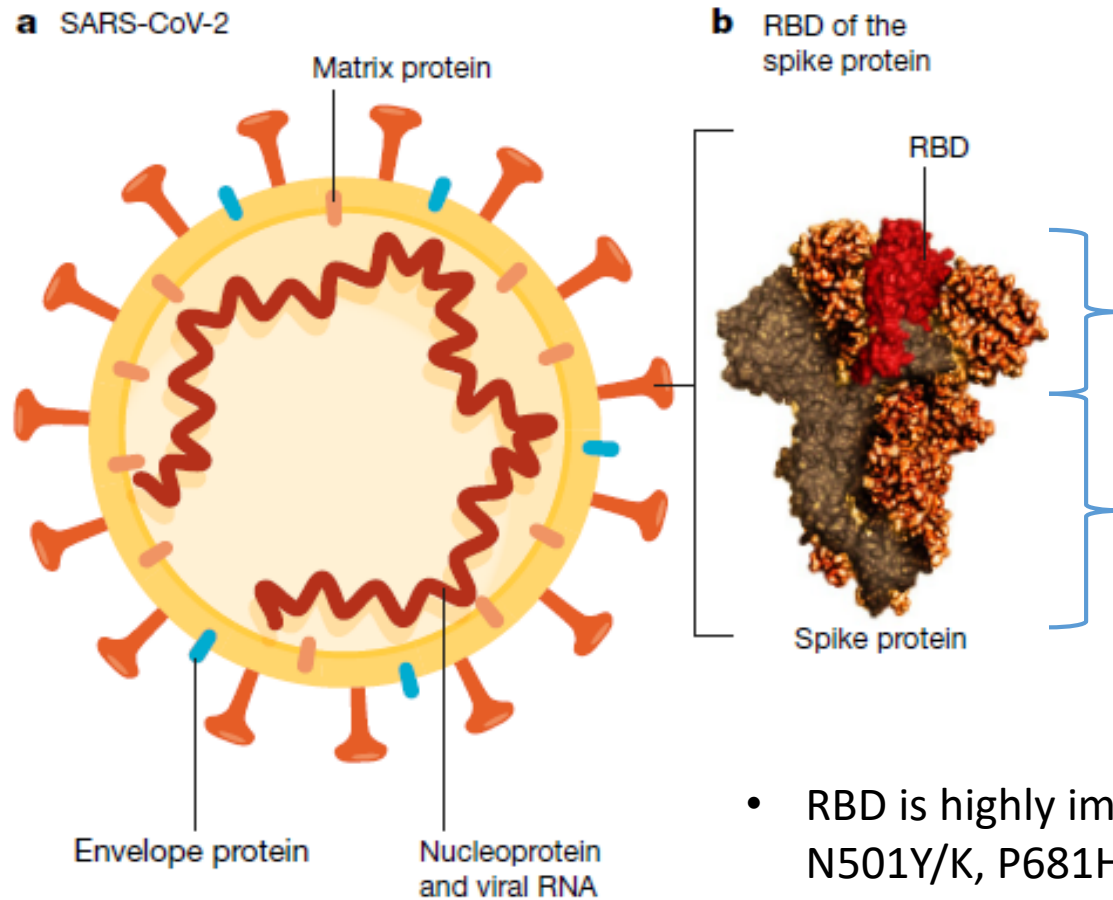 a SARS-CoV-2
b RBD of the
spike protein
Matrix protein
RBD
Spike protein
Envelope protein
Nucleoprotein
and viral RNA
• RBD is highly im
N501Y/K, P681H